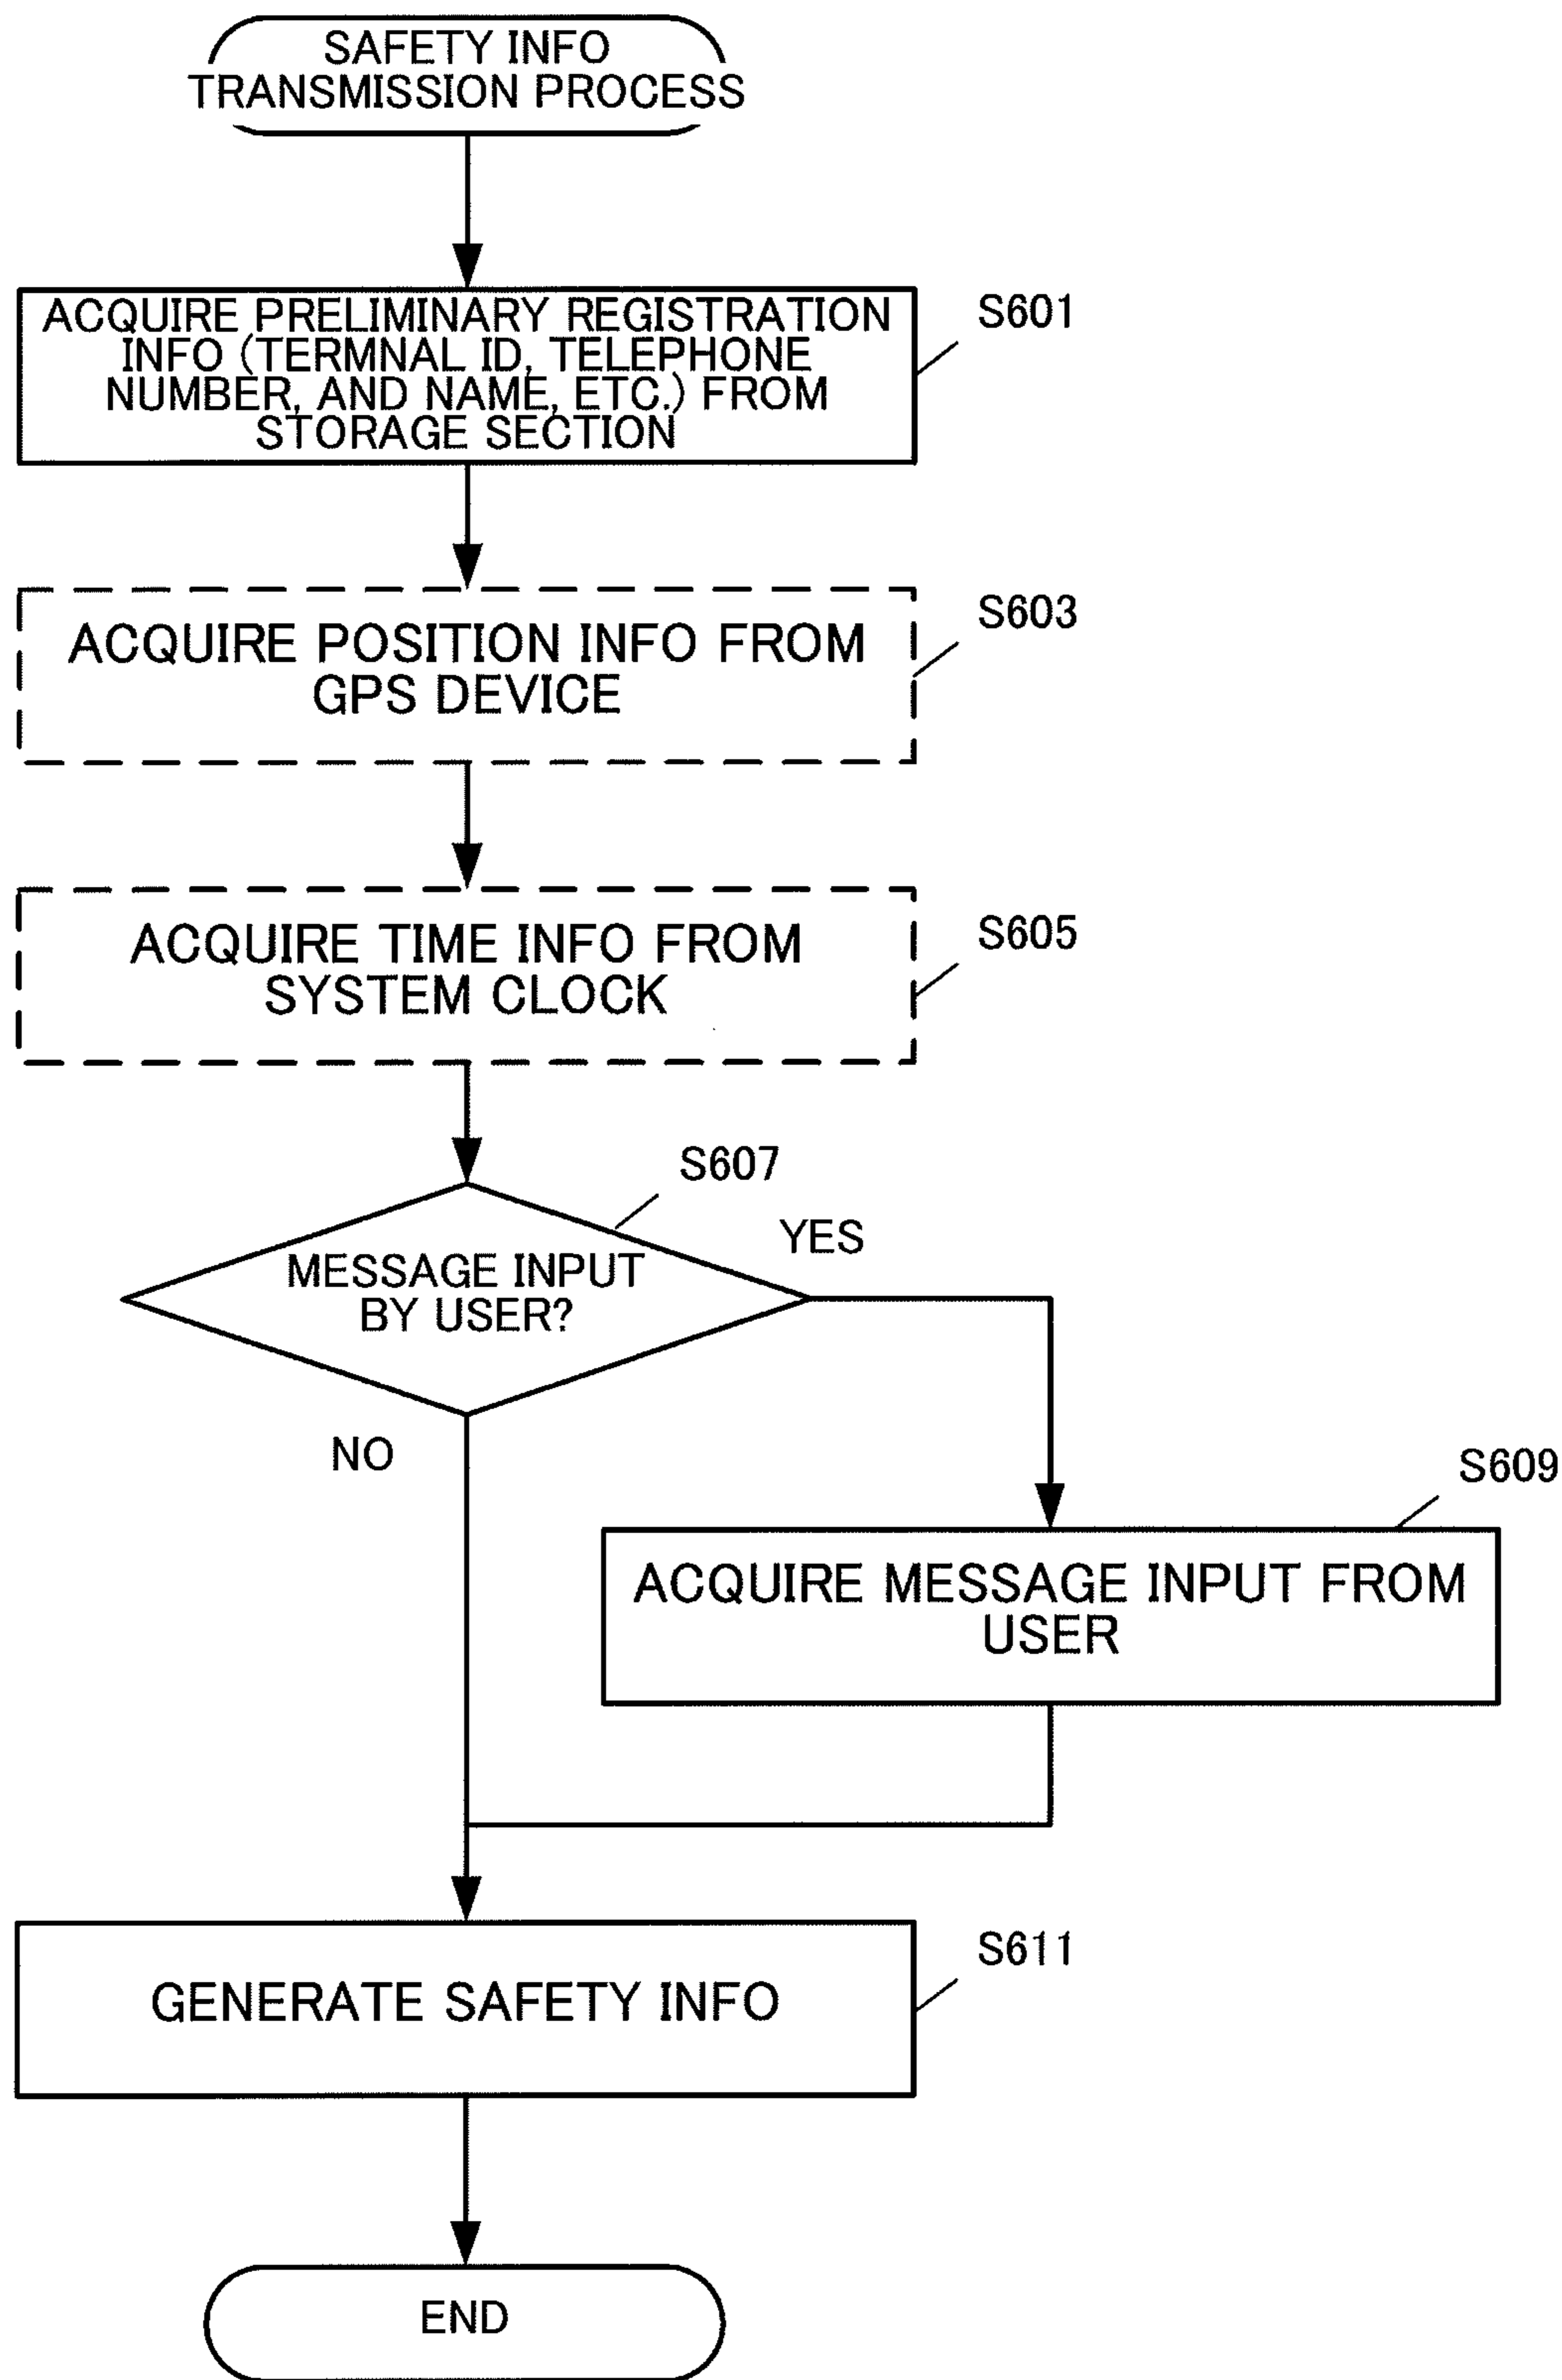 SAFETY INFO
TRANSMISSION PROCESS
ACQUIRE PRELIMINARY REGISTRATION
INFO (TERMNAL ID, TELEPHONE
NUMBER, AND NAME, ETC.) FROM
STORAGE SECTION
S601
ACQUIRE POSITION INFO FROM
GPS DEVICE
S603
ACQUIRE TIME INFO FROM
SYSTEM CLOCK
S605
S607
MESSAGE INPUT
BY USER?
YES
NO
S609
ACQUIRE MESSAGE INPUT FROM
USER
GENERATE SAFETY INFO
S611
END